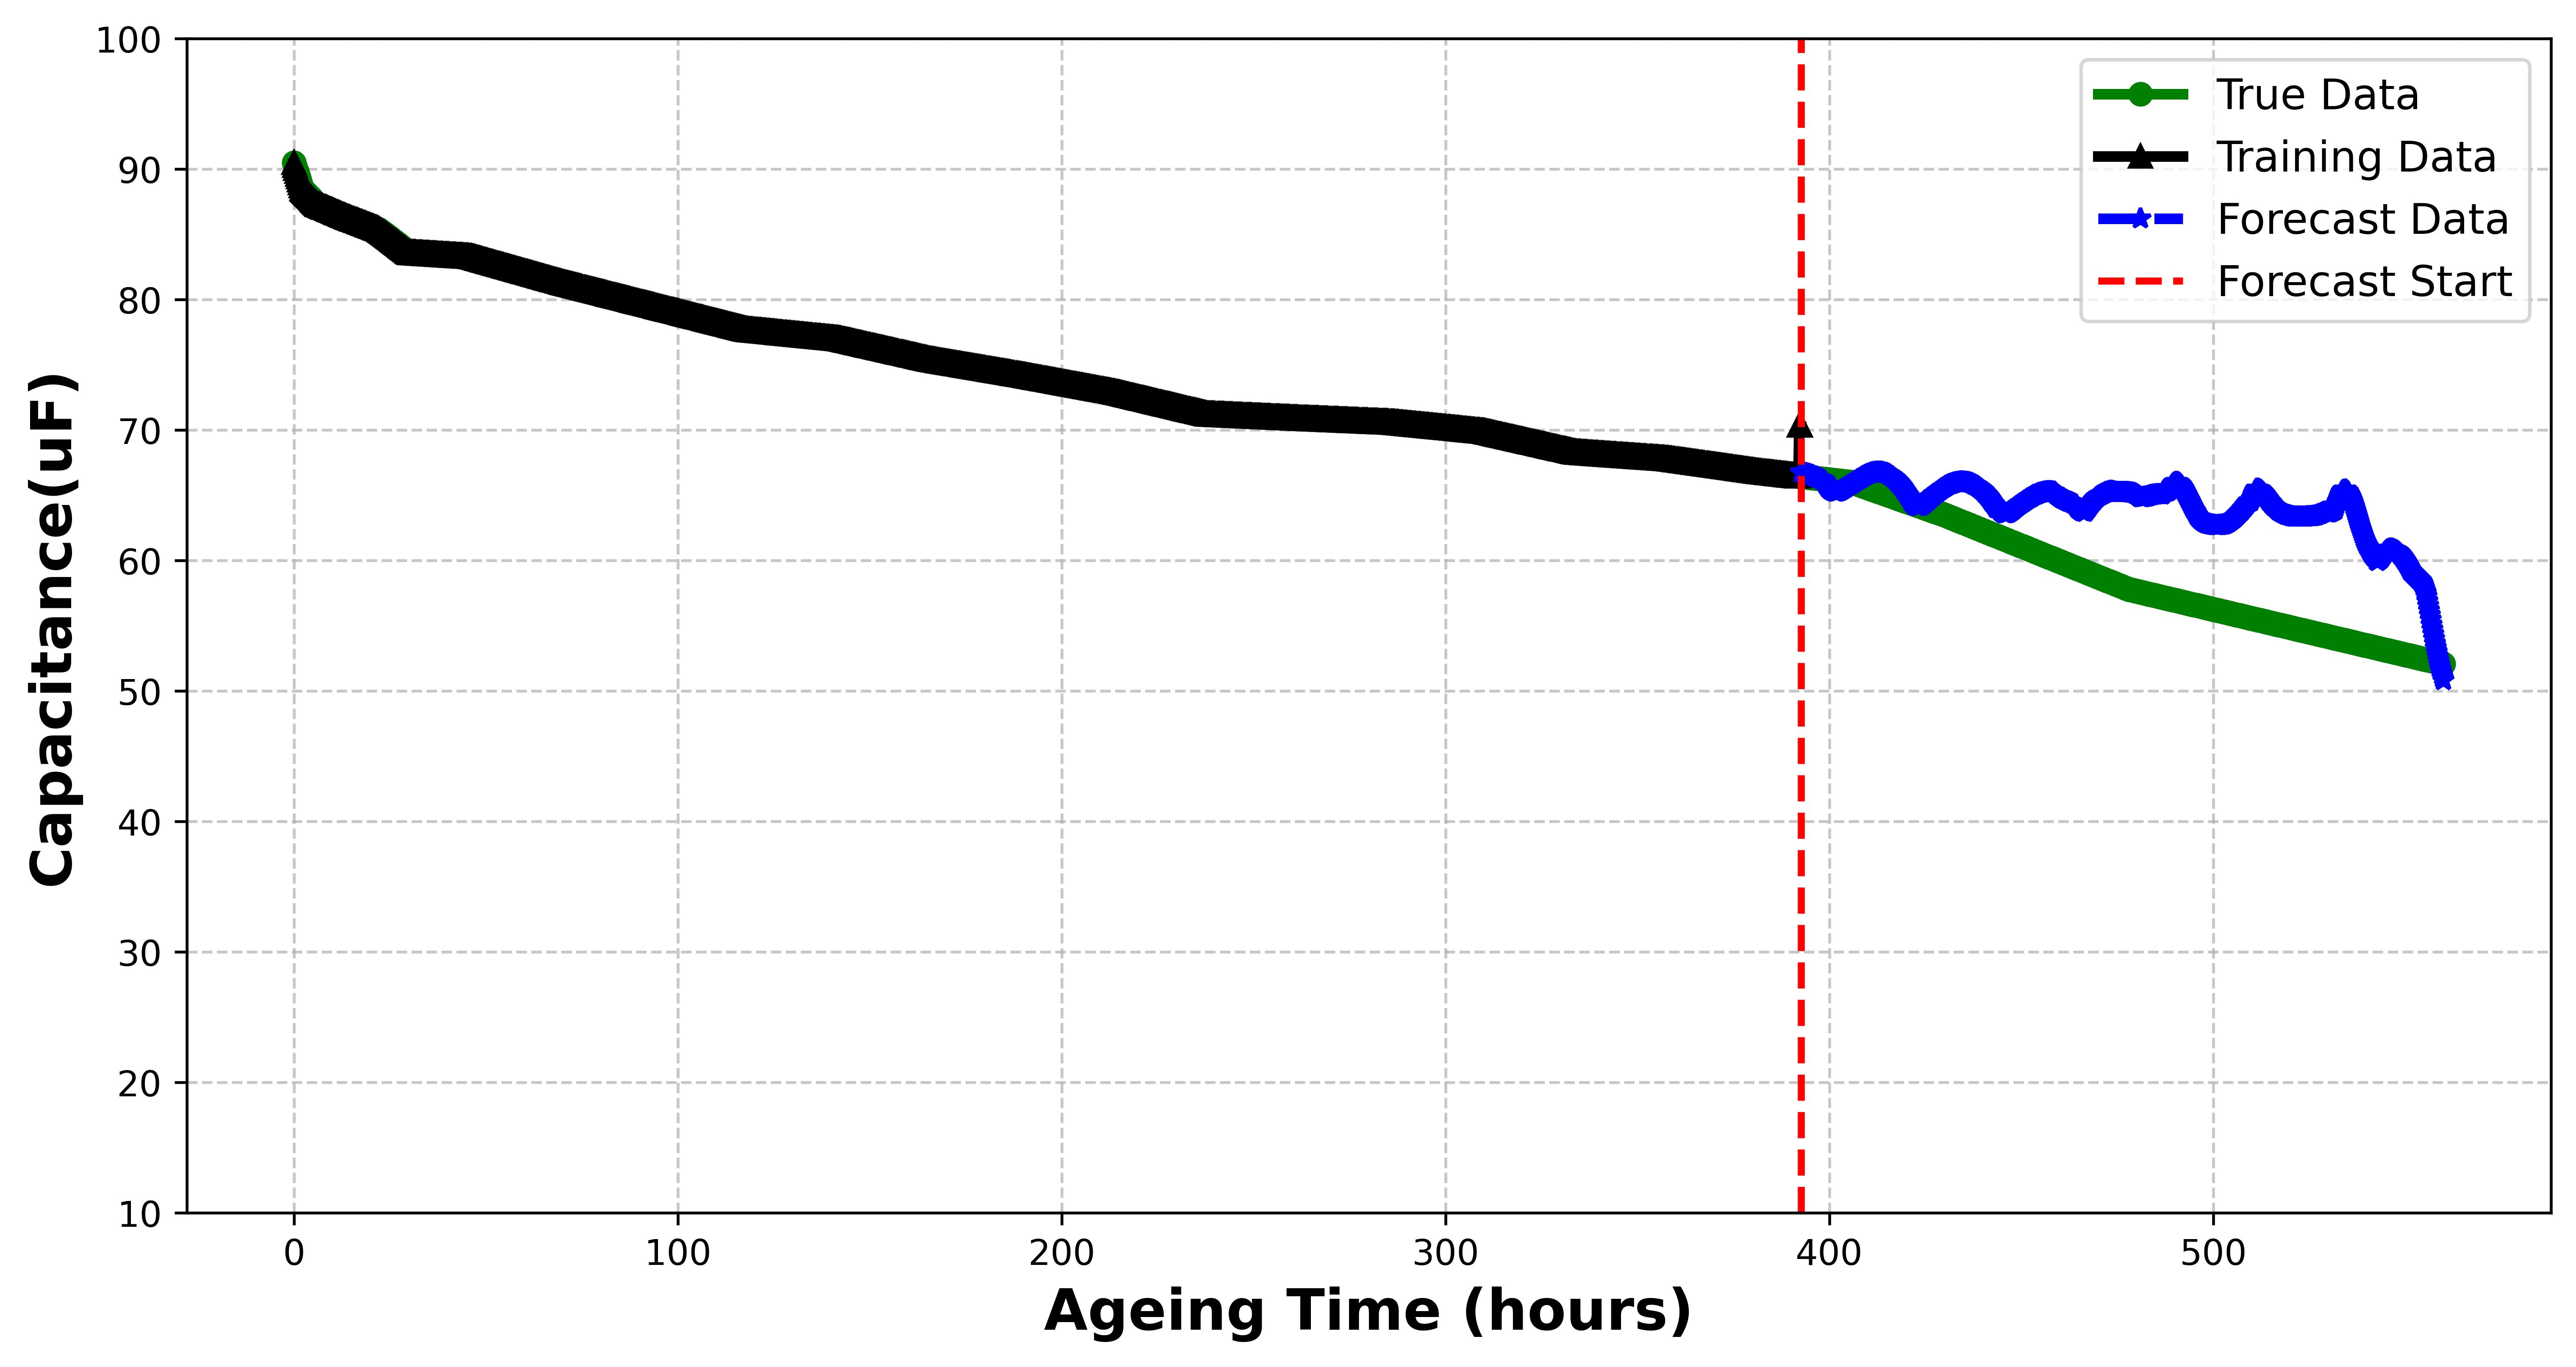 100
90
80
70
60
50
40
30
20
10
Capacitance(uF)
True Data
Training Data
Forecast Data
Forecast Start
0 100 200 300 400 500
Ageing Time (hours)